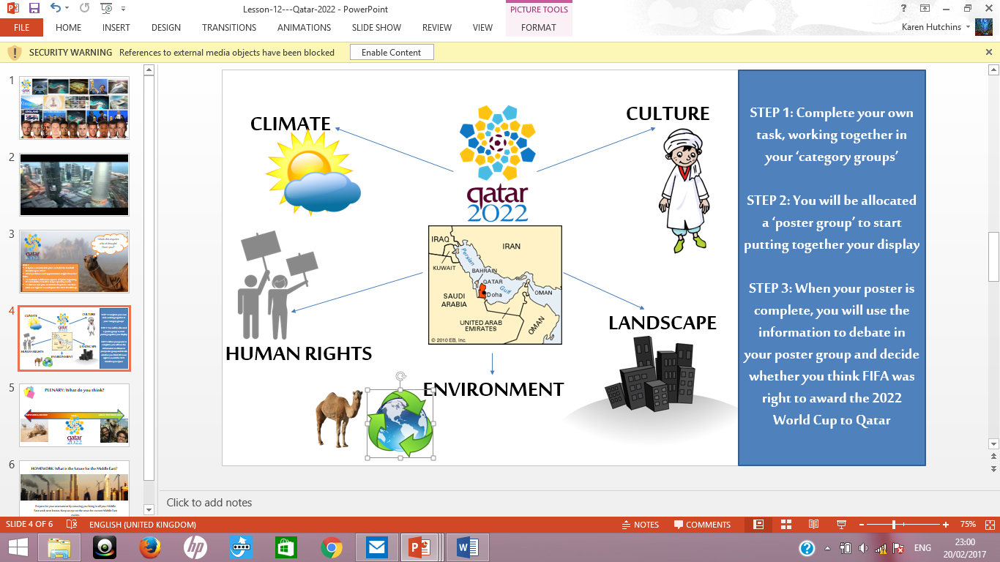 Lesson-12---Qatar-2022 - PowerPoint
PICTURE TOOLS
FILE
HOME
INSERT
DESIGN
TRANSITIONS
ANIMATIONS
SLIDE SHOW
REVIEW
VIEW
FORMAT
Karen Hutchins
SECURITY WARNING References to external media objects have been blocked
Enable Content
1
2
3
4
5
PLENARY: What do you think?
6
HOMEWORK: What is the future for the Middle East?
CLIMATE
CULTURE
qatar
2022
IRAQ
IRAN
KUWAIT
Persian
BAHRAIN
QATAR
Gulf
Doha
OMAN
SAUDI
ARABIA
UNITED ARAB
EMIRATES
OMAN
© 2010 EB, Inc.
HUMAN RIGHTS
LANDSCAPE
ENVIRONMENT
STEP 1: Complete your own
task, working together in
your ‘category groups’
STEP 2: You will be allocated
a ‘poster group’ to start
putting together your display
STEP 3: When your poster is
complete, you will use the
information to debate in
your poster group and decide
whether you think FIFA was
right to award the 2022
World Cup to Qatar
Click to add notes
SLIDE 4 OF 6
ENGLISH (UNITED KINGDOM)
NOTES
COMMENTS
75%
hp
ENG
23:00
20/02/2017